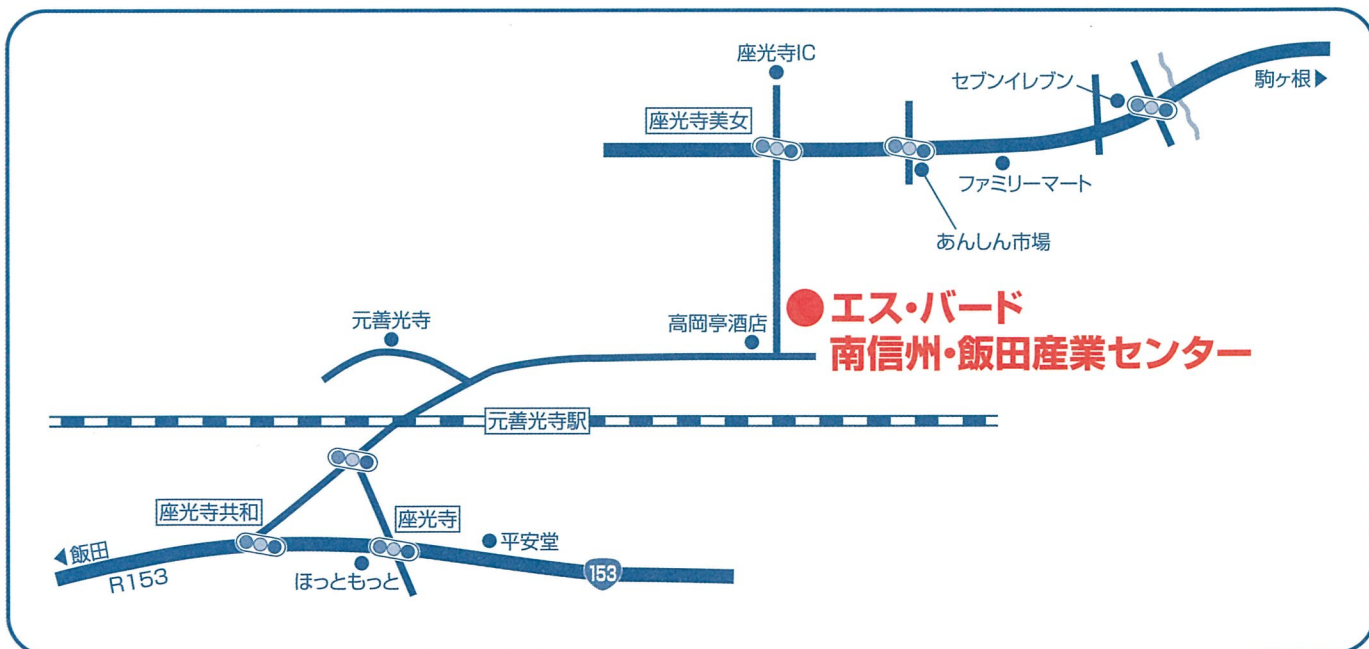 座光寺IC
セブンイレブン
駒ヶ根▶
座光寺美女
ファミリーマート
あんしん市場
エス・バード
南信州・飯田産業センター
元善光寺
高岡亭酒店
元善光寺駅
座光寺共和
座光寺
平安堂
◀飯田
R153
ほっともっと
153